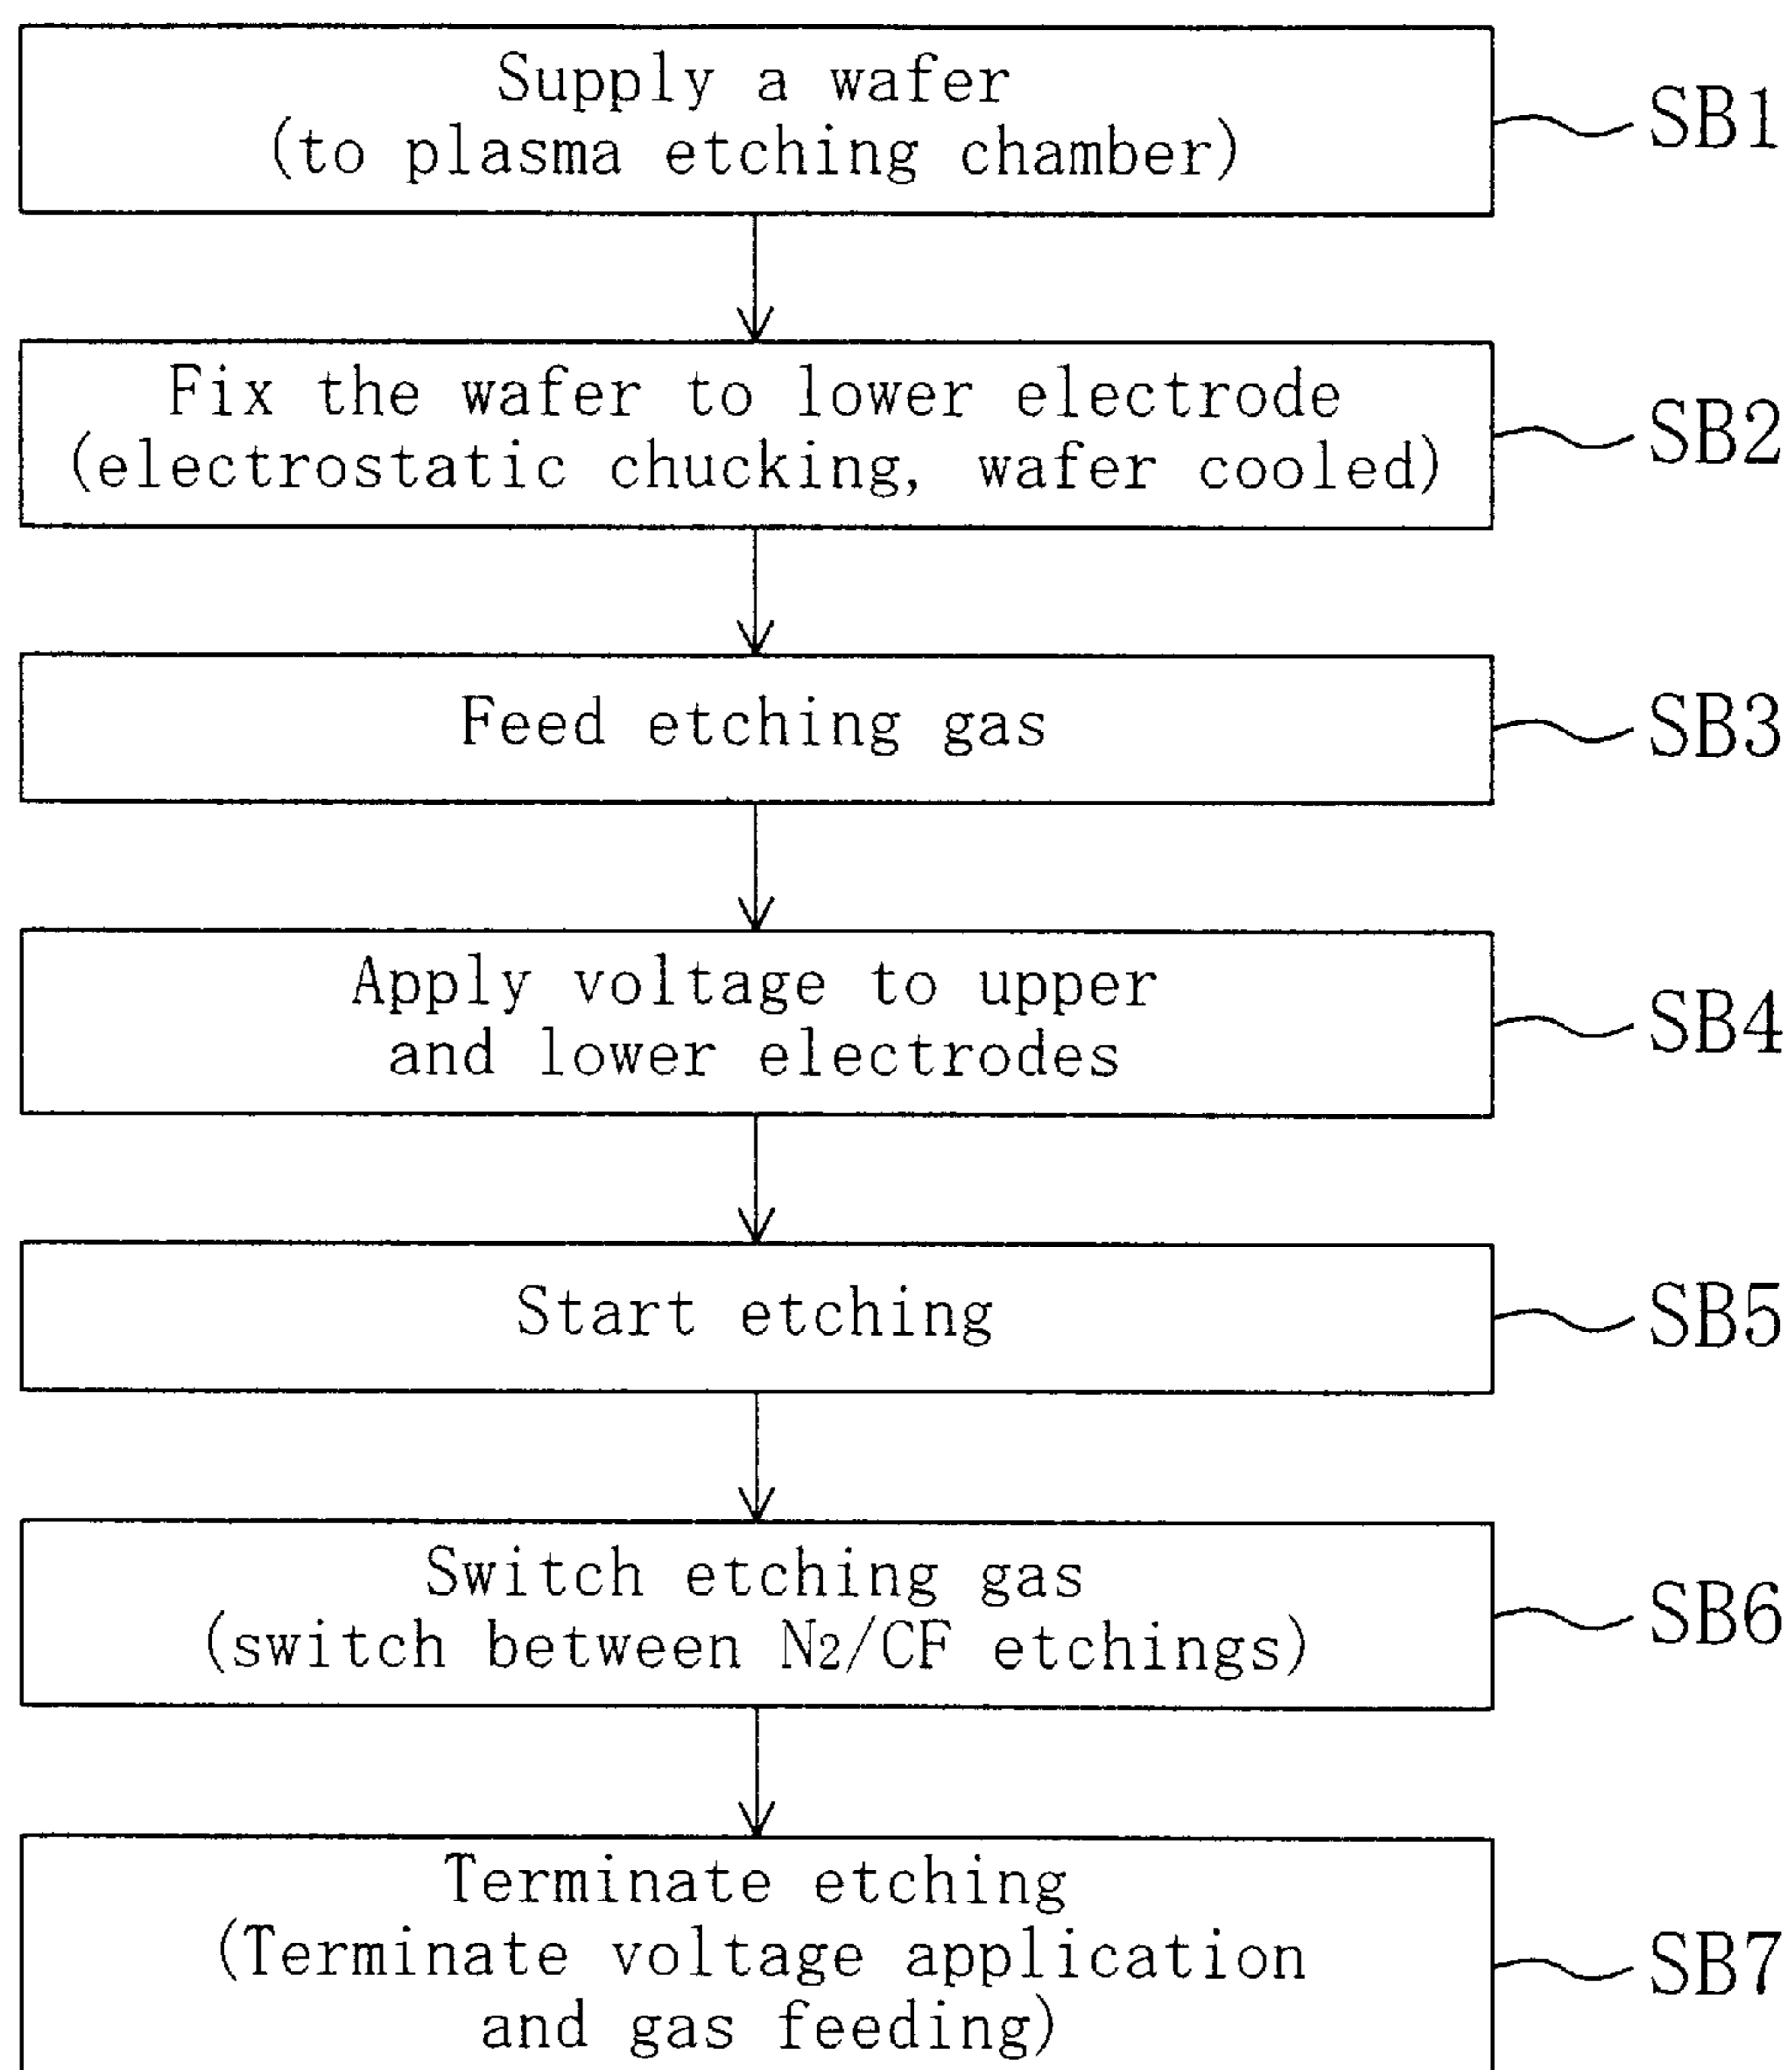 Supply a wafer
(to plasma etching chamber)
SB1
Fix the wafer to lower electrode
(electrostatic chucking, wafer cooled)
SB2
Feed etching gas
SB3
Apply voltage to upper
and lower electrodes
SB4
Start etching
SB5
Switch etching gas
(switch between N2/CF etchings)
SB6
Terminate etching
(Terminate voltage application
and gas feeding)
SB7